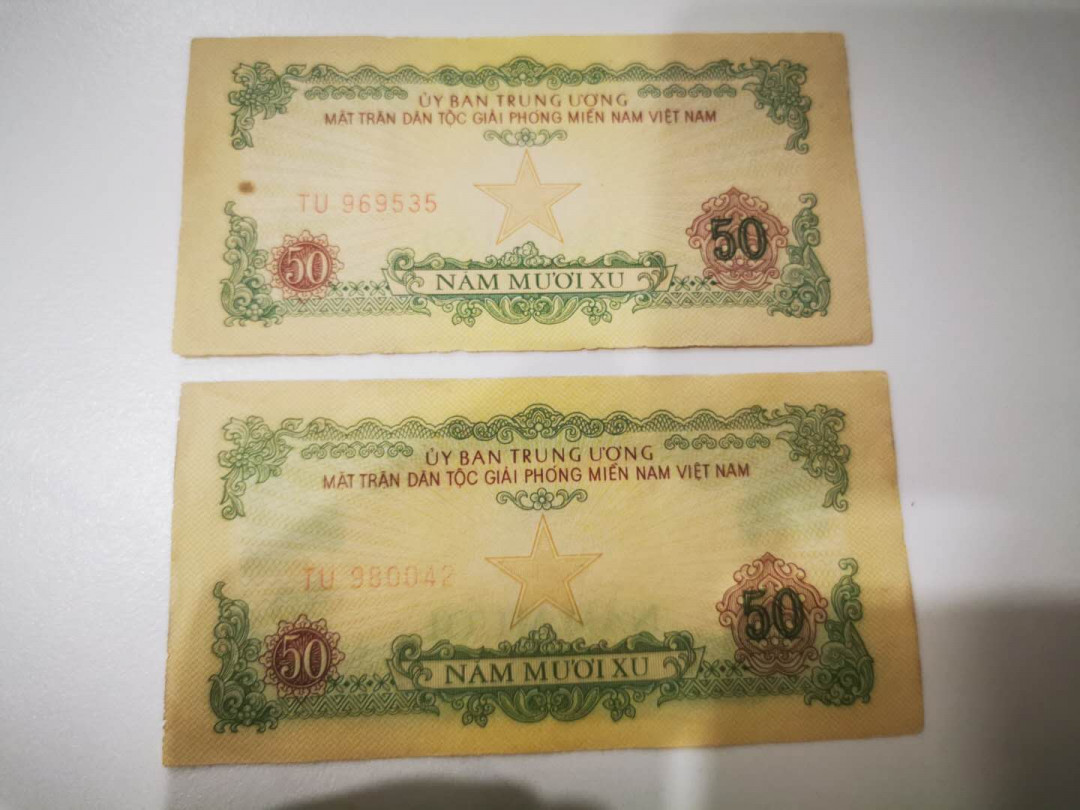 ỦY BAN TRUNG ƯƠNG
MẶT TRẬN DÂN TỘC GIẢI PHÓNG MIỀN NAM VIỆT NAM
TU 969535
50
50
NĂM MƯƠI XU
ỦY BAN TRUNG ƯƠNG
MẶT TRẬN DÂN TỘC GIẢI PHÓNG MIỀN NAM VIỆT NAM
TU 980042
50
50
NĂM MƯƠI XU